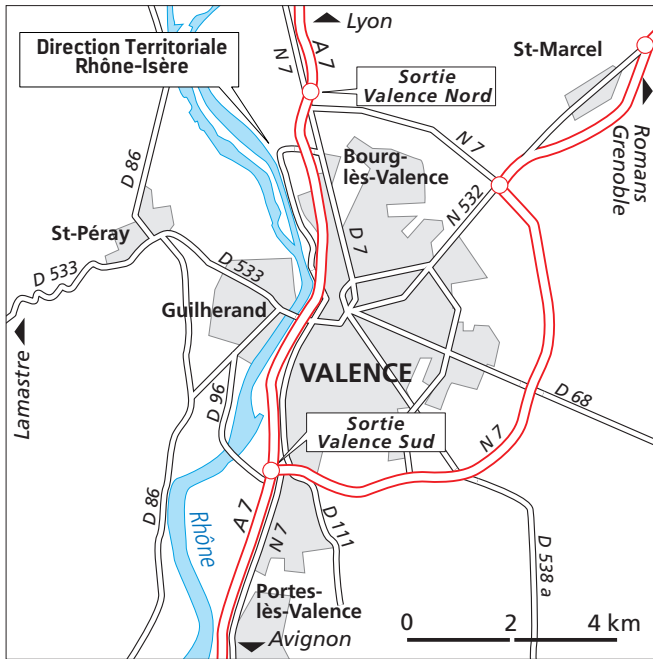 Lyon
Direction Territoriale
Rhône-Isère
A 7
N 7
St-Marcel
Sortie
Valence Nord
Romans
Grenoble
D 86
N 7
Bourg-
lès-Valence
N 532
St-Péray
D 7
D 533
D 533
Guilherand
Lamastre
VALENCE
D 96
D 68
Sortie
Valence Sud
N 7
D 86
Rhône
A 7
N 7
D 111
D 538 a
Portes-
lès-Valence
Avignon
0 2 4 km